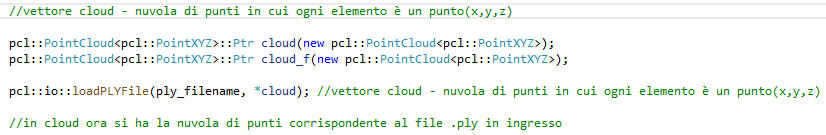 //vettore cloud - nuvola di punti in cui ogni elemento è un punto(x,y,z)
pcl::PointCloud<pcl::PointXYZ>::Ptr cloud(new pcl::PointCloud<pcl::PointXYZ>);
pcl::PointCloud<pcl::PointXYZ>::Ptr cloud_f(new pcl::PointCloud<pcl::PointXYZ>);
pcl::io::loadPLYFile(ply_filename, *cloud); //vettore cloud - nuvola di punti in cui ogni elemento è un punto(x,y,z)
//in cloud ora si ha la nuvola di punti corrispondente al file .ply in ingresso